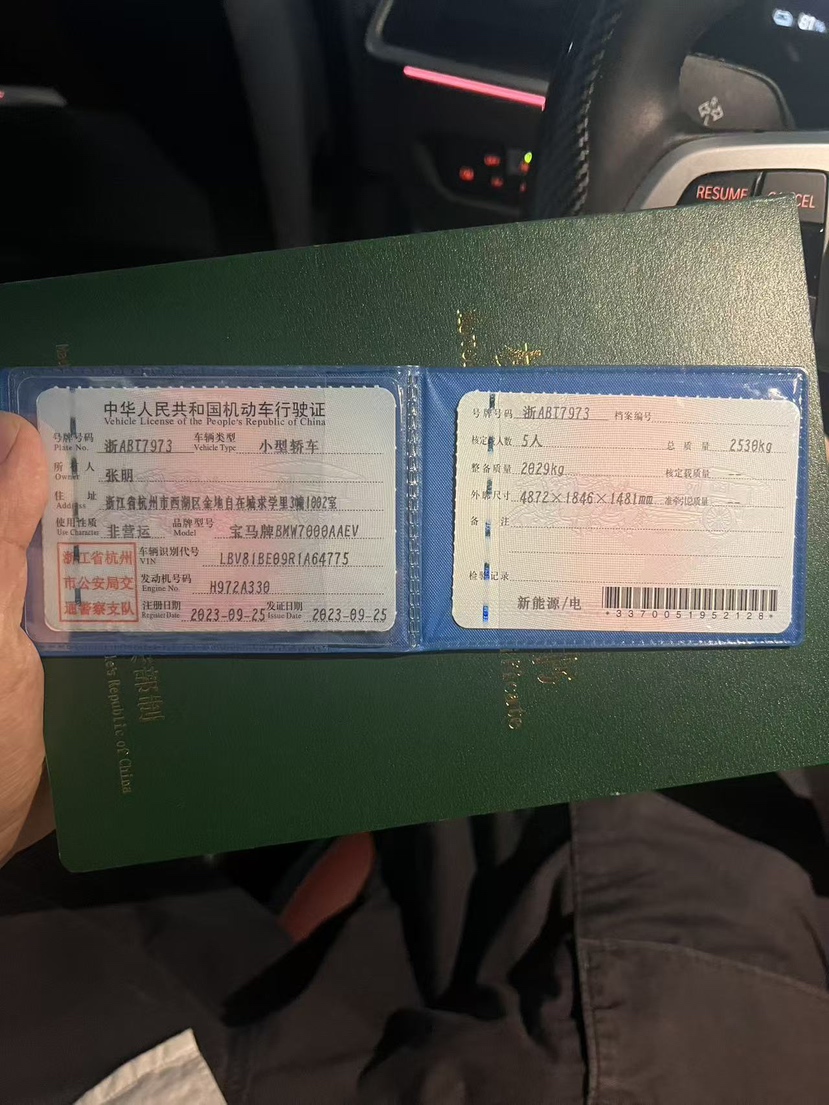 RESUME
CANCEL
中华人民共和国机动车行驶证
Vehicle License of the People's Republic of China
号牌号码 浙ABT7973 车辆类型 小型轿车
Plate No. Vehicle Type
所有人 张明
Owner
住址 浙江省杭州市西湖区金地自在城求学里3幢1002室
Address
使用性质 非营运 品牌型号 宝马牌BMW7000AAEV
Use Character Model
浙江省杭州
市公安局交
通警察支队
车辆识别代号 LBV81BE09R1A64775
VIN
发动机号码 H972A330
Engine No.
注册日期 2023-09-25 发证日期 2023-09-25
Register Date Issue Date
号牌号码 浙ABT7973 档案编号
核定载人数 5人 总质量 2530kg
整备质量 2029kg 核定载质量 --
外廓尺寸 4872×1846×1481mm 准牵引总质量 --
备注
检验记录
新能源/电
*3370051952128*
's Republic of China